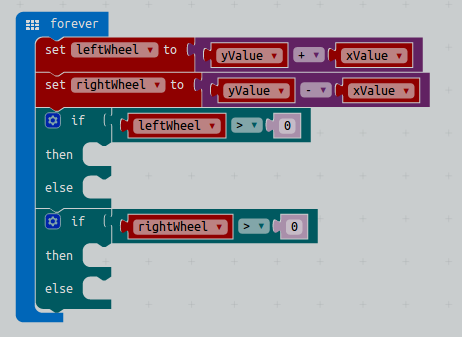 forever
set leftWheel to yValue + xValue
set rightWheel to yValue - xValue
if leftWheel > 0
then
else
if rightWheel > 0
then
else